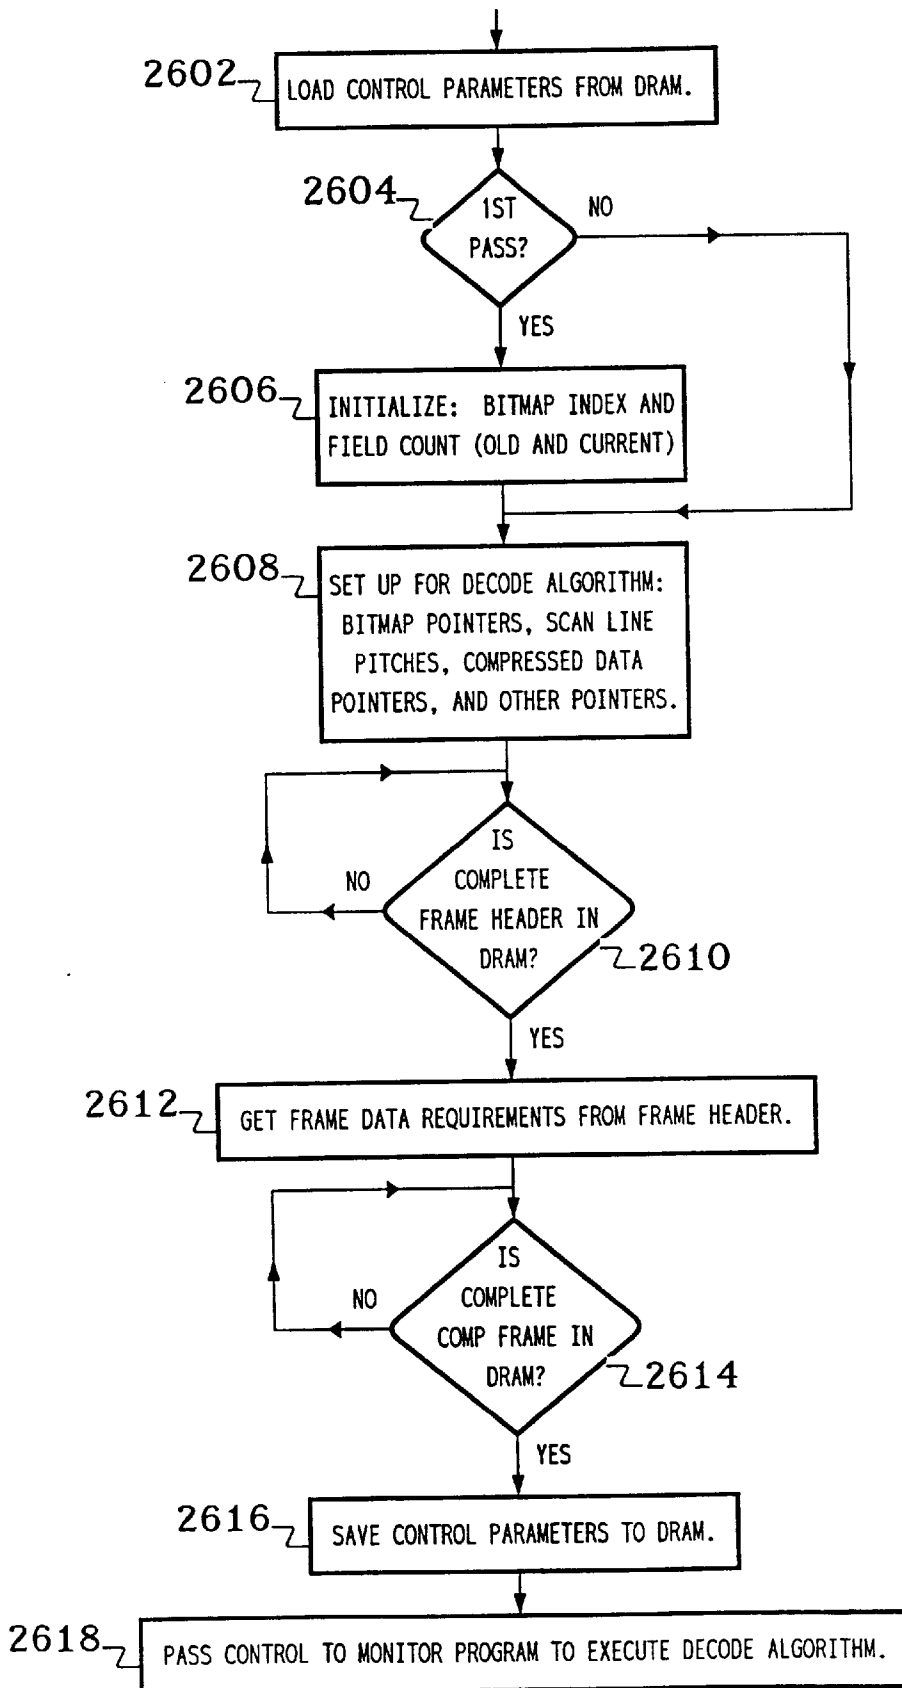 2602
LOAD CONTROL PARAMETERS FROM DRAM.
2604
1ST
PASS?
NO
YES
2606
INITIALIZE: BITMAP INDEX AND
FIELD COUNT (OLD AND CURRENT)
2608
SET UP FOR DECODE ALGORITHM:
BITMAP POINTERS, SCAN LINE
PITCHES, COMPRESSED DATA
POINTERS, AND OTHER POINTERS.
IS
COMPLETE
FRAME HEADER IN
DRAM?
NO
2610
YES
2612
GET FRAME DATA REQUIREMENTS FROM FRAME HEADER.
IS
COMPLETE
COMP FRAME IN
DRAM?
NO
2614
YES
2616
SAVE CONTROL PARAMETERS TO DRAM.
2618
PASS CONTROL TO MONITOR PROGRAM TO EXECUTE DECODE ALGORITHM.